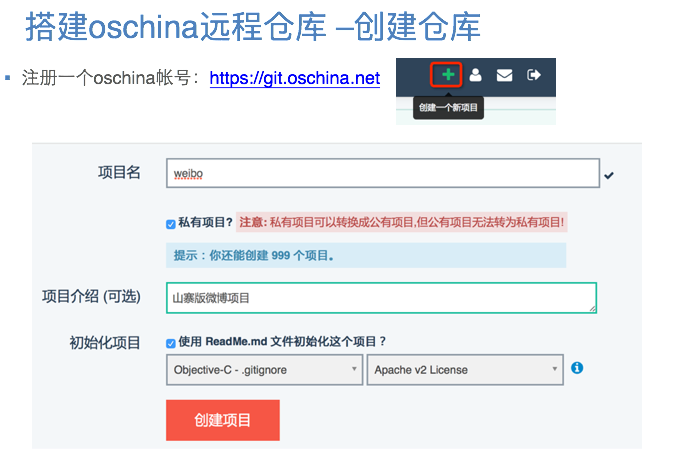 搭建oschina远程仓库 –创建仓库
注册一个oschina帐号：https://git.oschina.net
创建一个新项目
项目名
weibo
私有项目? 注意: 私有项目可以转换成公有项目,但公有项目无法转为私有项目!
提示：你还能创建 999 个项目。
项目介绍 (可选)
山寨版微博项目
初始化项目
使用 ReadMe.md 文件初始化这个项目？
Objective-C - .gitignore
Apache v2 License
创建项目